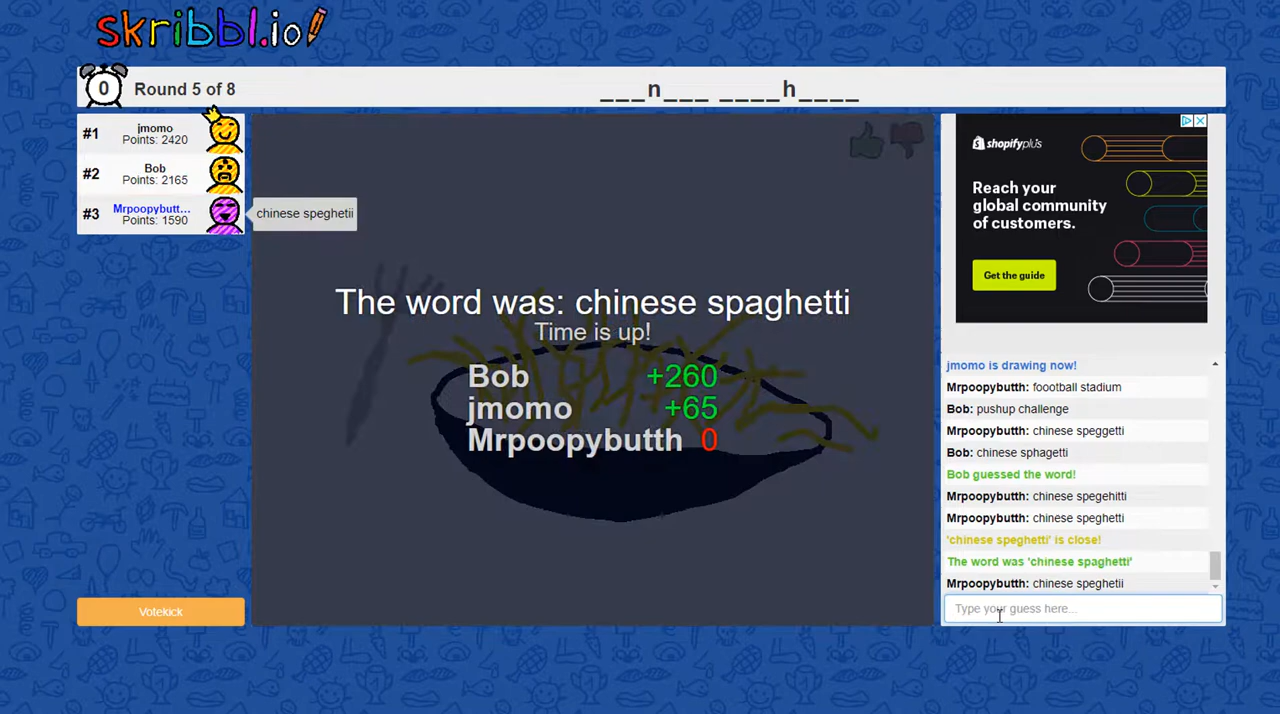 skribbl.io
0
Round 5 of 8
___n___ ____h____
#1
jmomo
Points: 2420
#2
Bob
Points: 2165
#3
Mrpoopybutt...
Points: 1590
chinese speghetii
The word was: chinese spaghetti
Time is up!
Bob +260
jmomo +65
Mrpoopybutth 0
Votekick
shopifyplus
Reach your
global community
of customers.
Get the guide
jmomo is drawing now!
Mrpoopybutth: foootball stadium
Bob: pushup challenge
Mrpoopybutth: chinese speggetti
Bob: chinese sphagetti
Bob guessed the word!
Mrpoopybutth: chinese spegehitti
Mrpoopybutth: chinese speghetti
'chinese speghetti' is close!
The word was 'chinese spaghetti'
Mrpoopybutth: chinese speghetii
Type your guess here...